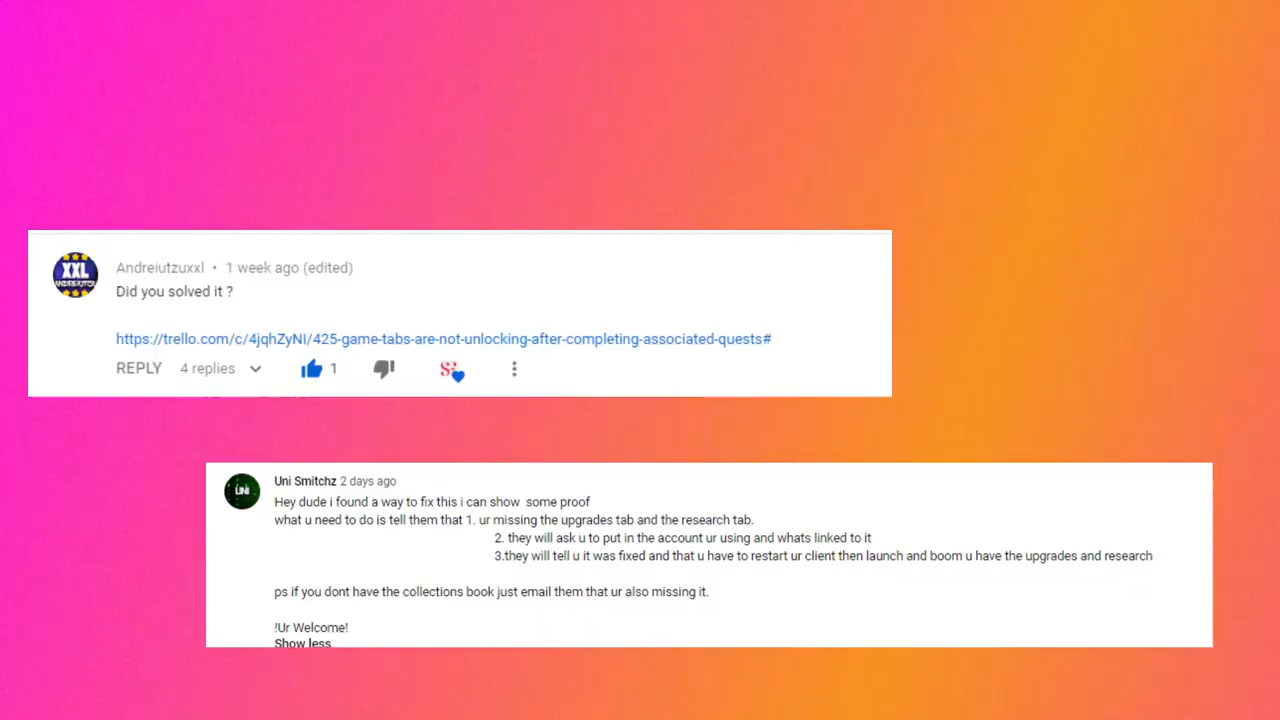 XXL
ANDREIUTZU
Andreiutzuxxl • 1 week ago (edited)
Did you solved it ?
https://trello.com/c/4jqhZyNI/425-game-tabs-are-not-unlocking-after-completing-associated-quests#
REPLY 4 replies 1
UNI
Uni Smitchz 2 days ago
Hey dude i found a way to fix this i can show some proof
what u need to do is tell them that 1. ur missing the upgrades tab and the research tab.
2. they will ask u to put in the account ur using and whats linked to it
3.they will tell u it was fixed and that u have to restart ur client then launch and boom u have the upgrades and research
ps if you dont have the collections book just email them that ur also missing it.
!Ur Welcome!
Show less